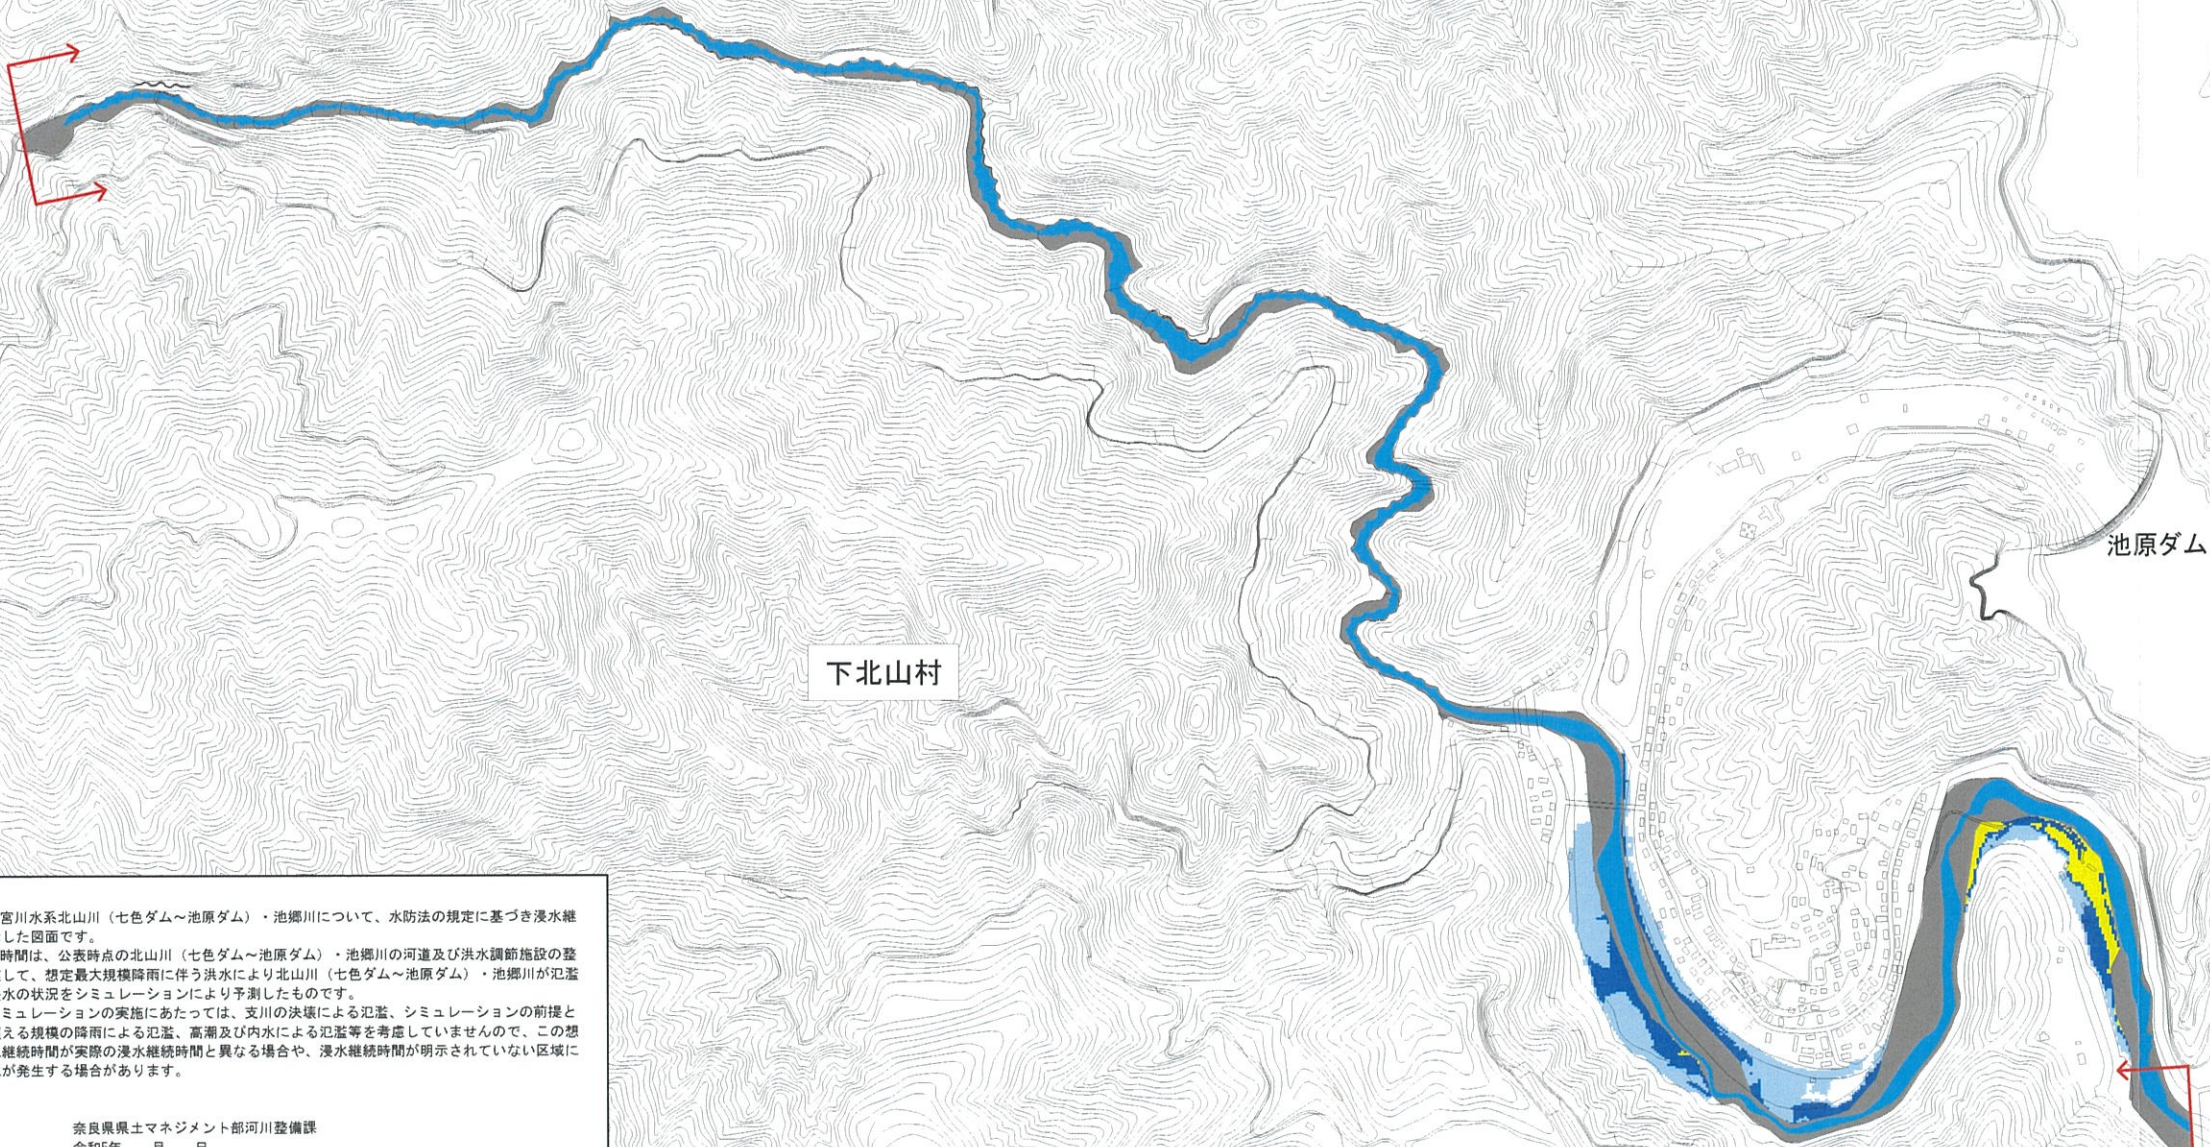 池原ダム
下北山村
宮川水系北山川（七色ダム～池原ダム）・池郷川について、水防法の規定に基づき浸水継
した図面です。
時間は、公表時点の北山川（七色ダム～池原ダム）・池郷川の河道及び洪水調節施設の整
して、想定最大規模降雨に伴う洪水により北山川（七色ダム～池原ダム）・池郷川が氾濫
水の状況をシミュレーションにより予測したものです。
ミュレーションの実施にあたっては、支川の決壊による氾濫、シミュレーションの前提と
える規模の降雨による氾濫、高潮及び内水による氾濫等を考慮していませんので、この想
継続時間が実際の浸水継続時間と異なる場合や、浸水継続時間が明示されていない区域に
が発生する場合があります。
奈良県県土マネジメント部河川整備課
令和5年　月　日